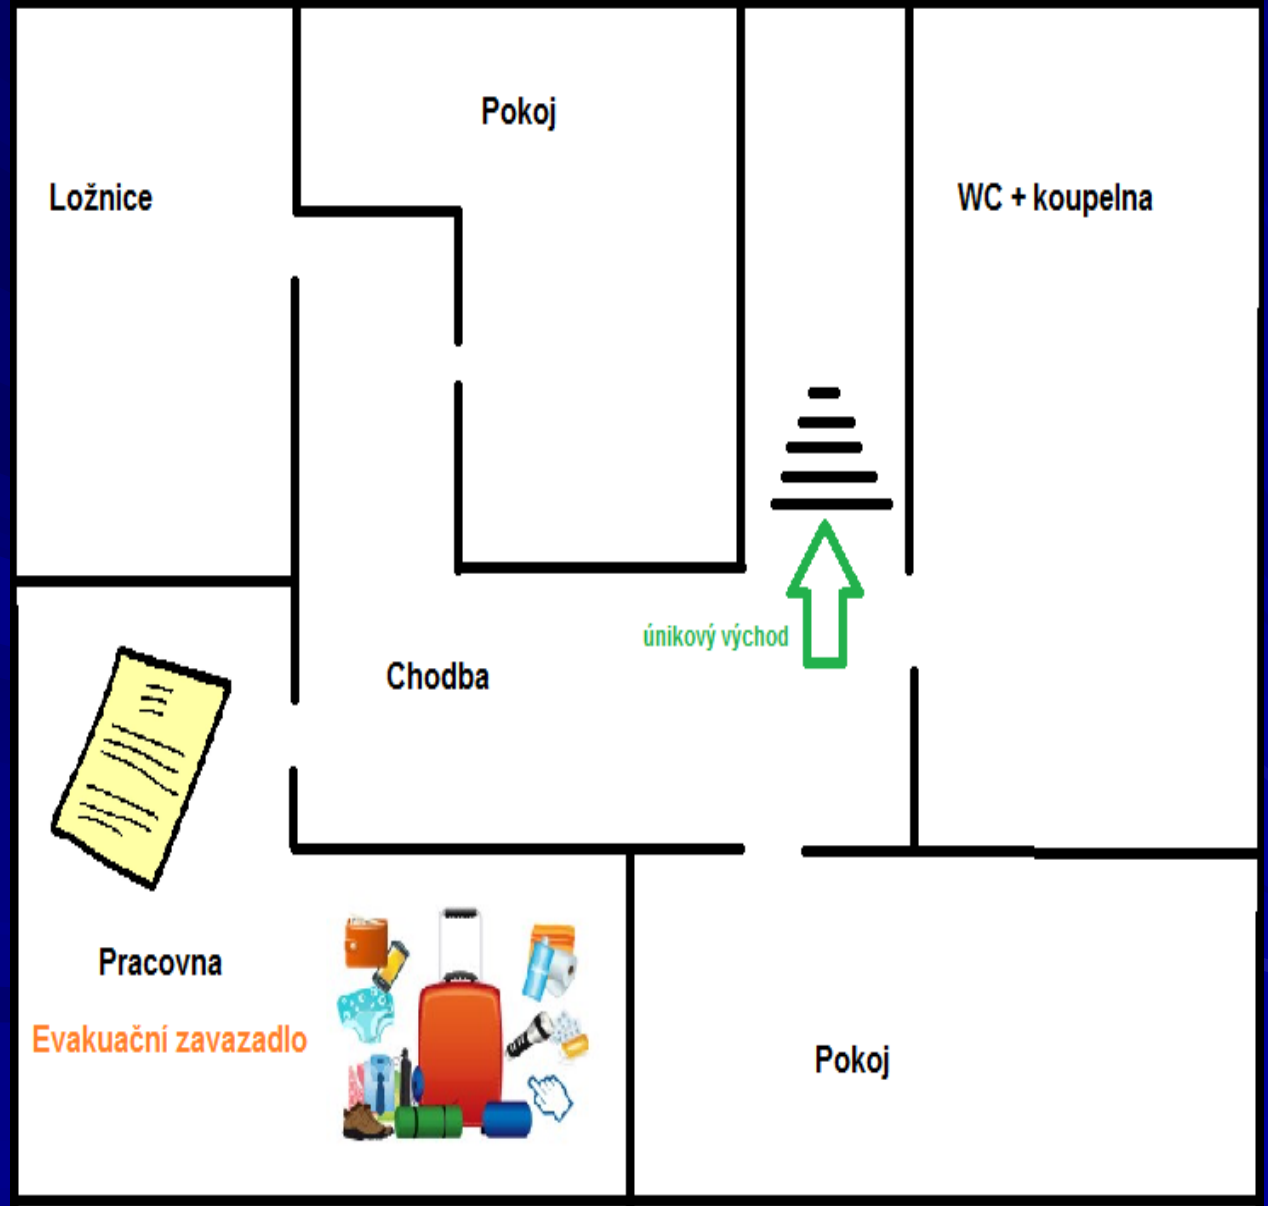 Pokoj
Ložnice
WC + koupelna
únikový východ
Chodba
Pracovna
Evakuační zavazadlo
Pokoj